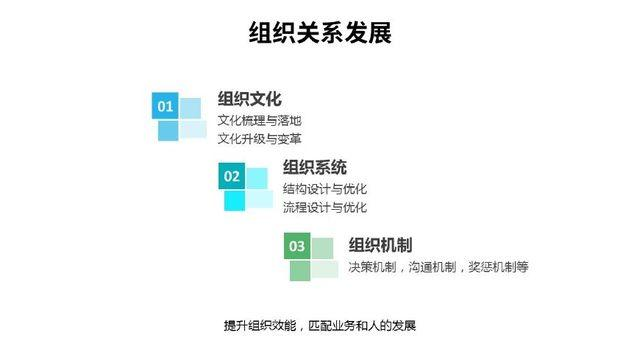 组织关系发展
01
组织文化
文化梳理与落地
文化升级与变革
02
组织系统
结构设计与优化
流程设计与优化
03
组织机制
决策机制，沟通机制，奖惩机制等
提升组织效能，匹配业务和人的发展